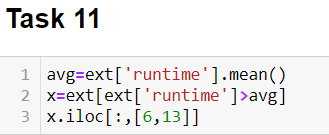 Task 11
1 avg=ext['runtime'].mean()
2 x=ext[ext['runtime']>avg]
3 x.iloc[:,[6,13]]